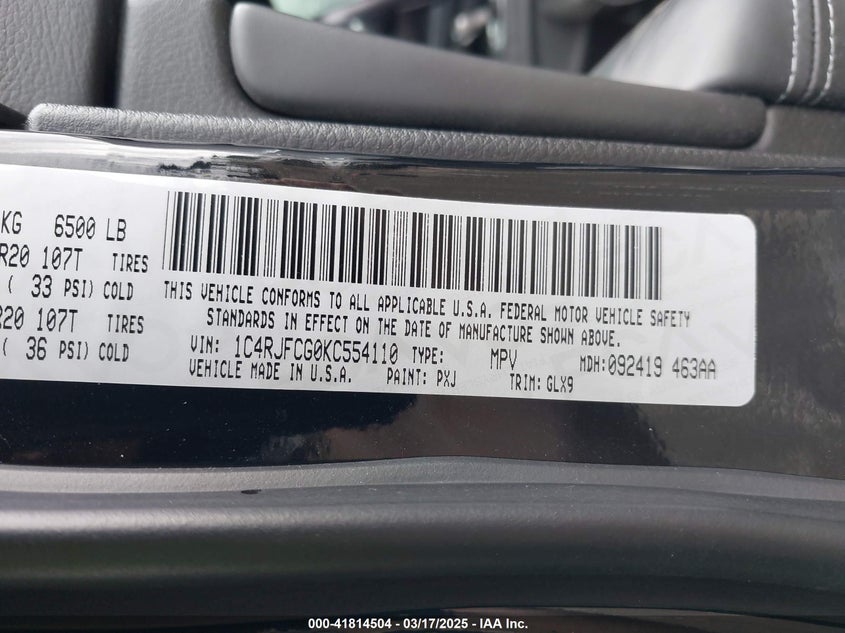 KG 6500 LB
R20 107T TIRES
( 33 PSI) COLD
R20 107T TIRES
( 36 PSI) COLD
THIS VEHICLE CONFORMS TO ALL APPLICABLE U.S.A. FEDERAL MOTOR VEHICLE SAFETY
STANDARDS IN EFFECT ON THE DATE OF MANUFACTURE SHOWN ABOVE.
VIN: 1C4RJFCG0KC554110 TYPE: MPV MDH:092419 463AA
VEHICLE MADE IN U.S.A. PAINT: PXJ TRIM: GLX9
000-41814504 - 03/17/2025 - IAA Inc.